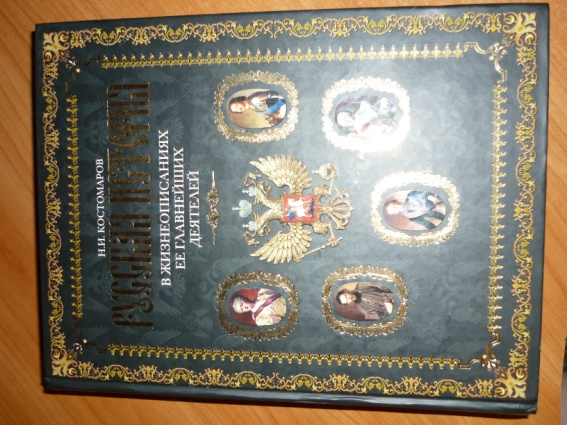 Н.И. КОСТОМАРОВ
РУССКАЯ ИСТОРИЯ
В ЖИЗНЕОПИСАНИЯХ
ЕЕ ГЛАВНЕЙШИХ
ДЕЯТЕЛЕЙ